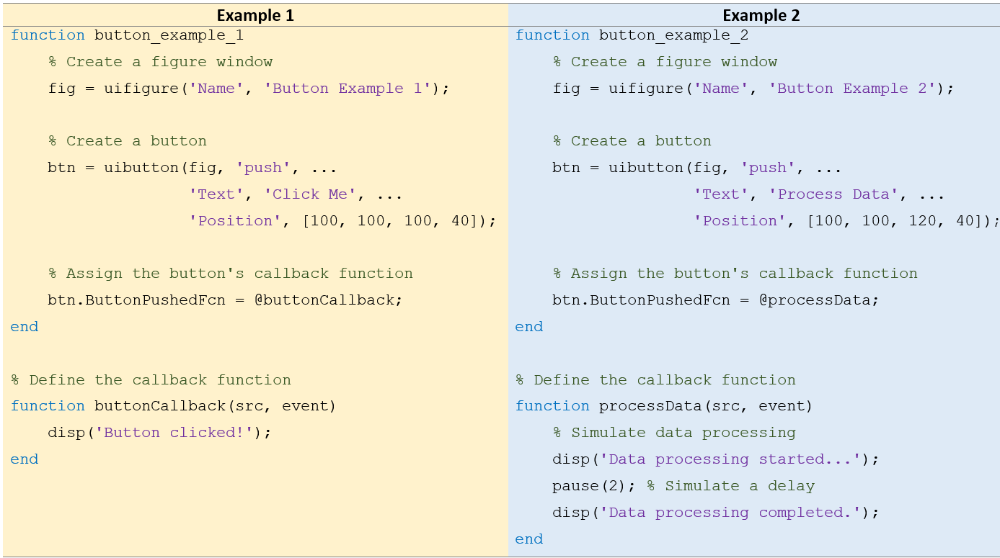 Example 1
function button_example_1
    % Create a figure window
    fig = uifigure('Name', 'Button Example 1');
    % Create a button
    btn = uibutton(fig, 'push', ...
                   'Text', 'Click Me', ...
                   'Position', [100, 100, 100, 40]);
    % Assign the button's callback function
    btn.ButtonPushedFcn = @buttonCallback;
end
% Define the callback function
function buttonCallback(src, event)
    disp('Button clicked!');
end
Example 2
function button_example_2
    % Create a figure window
    fig = uifigure('Name', 'Button Example 2');
    % Create a button
    btn = uibutton(fig, 'push', ...
                   'Text', 'Process Data', ...
                   'Position', [100, 100, 120, 40]);
    % Assign the button's callback function
    btn.ButtonPushedFcn = @processData;
end
% Define the callback function
function processData(src, event)
    % Simulate data processing
    disp('Data processing started...');
    pause(2); % Simulate a delay
    disp('Data processing completed.');
end